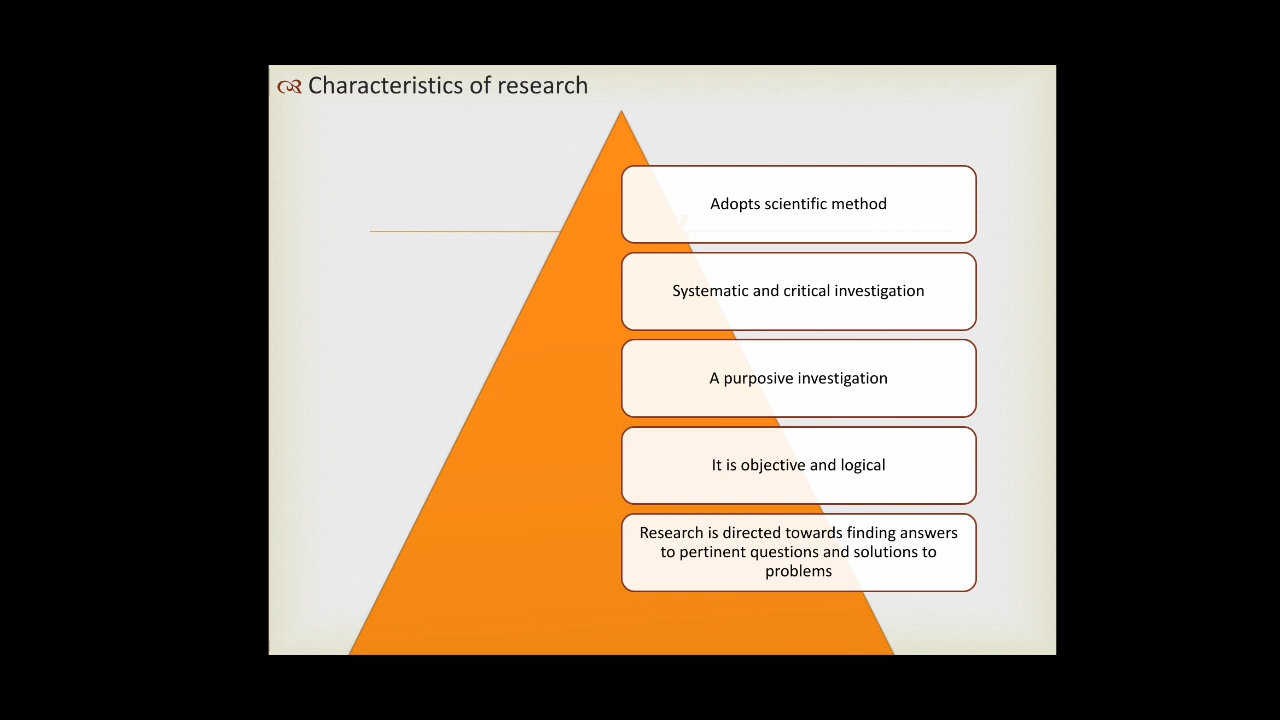 Characteristics of research
Adopts scientific method
Systematic and critical investigation
A purposive investigation
It is objective and logical
Research is directed towards finding answers
to pertinent questions and solutions to
problems